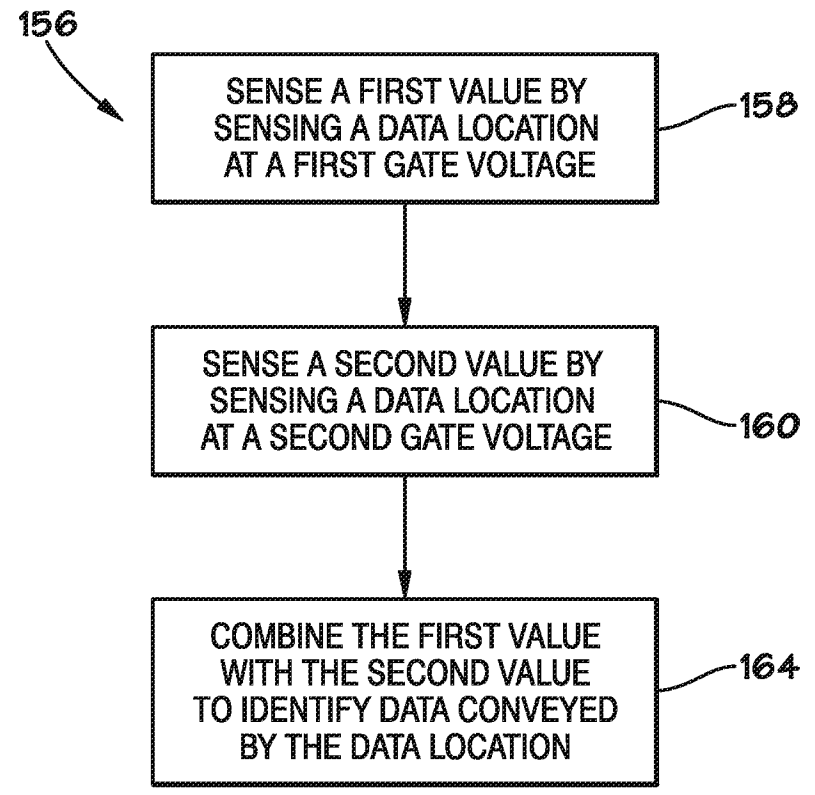 156
SENSE A FIRST VALUE BY
SENSING A DATA LOCATION
AT A FIRST GATE VOLTAGE
158
SENSE A SECOND VALUE BY
SENSING A DATA LOCATION
AT A SECOND GATE VOLTAGE
160
COMBINE THE FIRST VALUE
WITH THE SECOND VALUE
TO IDENTIFY DATA CONVEYED
BY THE DATA LOCATION
164